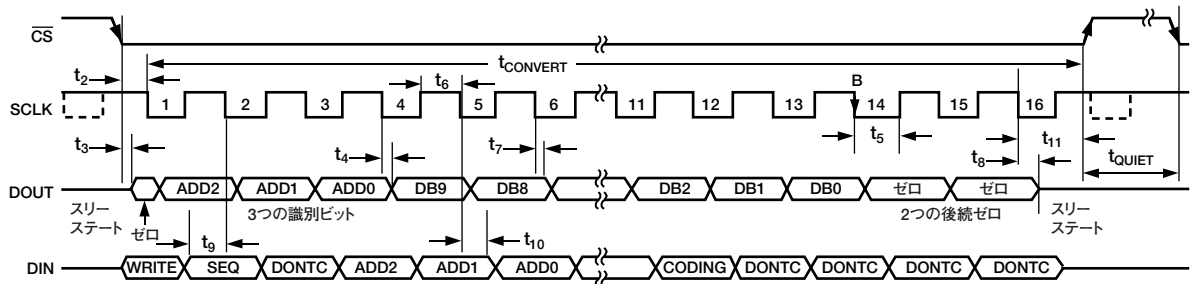 CS
t2
tCONVERT
t6
B
SCLK
1 2 3 4 5 6 11 12 13 14 15 16
t3
t4
t7
t5
t8
t11
tQUIET
DOUT
ADD2 ADD1 ADD0 DB9 DB8 DB2 DB1 DB0 ゼロ ゼロ
スリー
ステート
ゼロ
3つの識別ビット
2つの後続ゼロ
スリー
ステート
t9
t10
DIN
WRITE SEQ DONTC ADD2 ADD1 ADD0 CODING DONTC DONTC DONTC DONTC